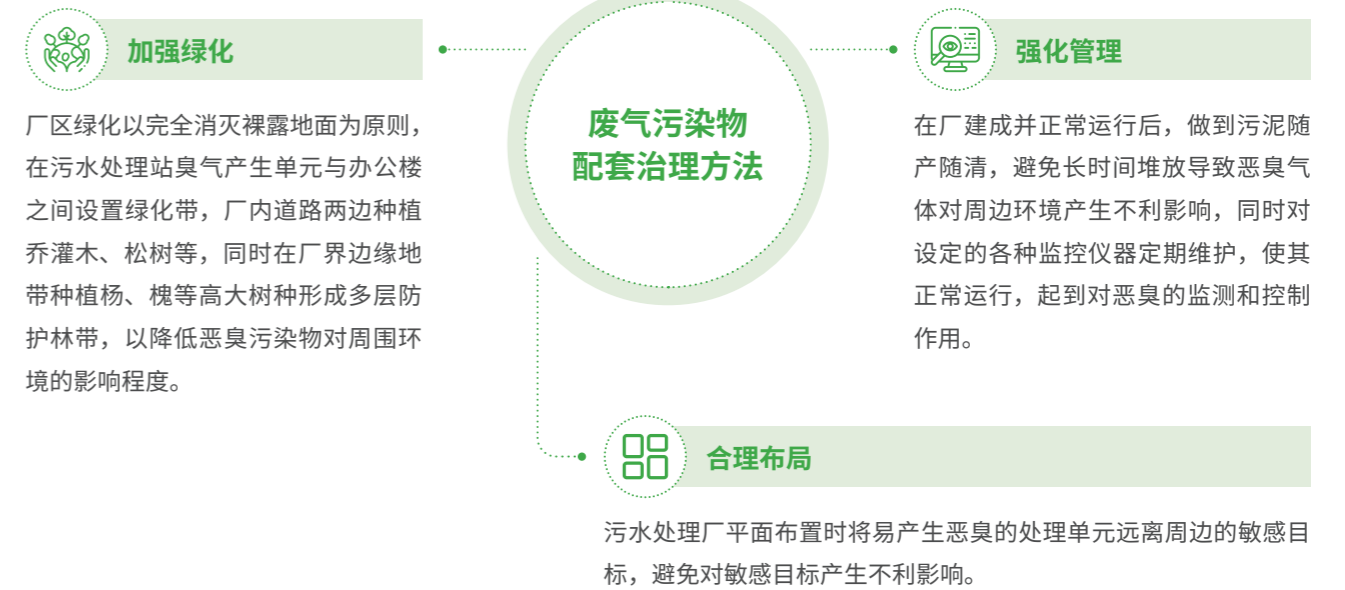 加强绿化
厂区绿化以完全消灭裸露地面为原则，
在污水处理站臭气产生单元与办公楼
之间设置绿化带，厂内道路两边种植
乔灌木、松树等，同时在厂界边缘地
带种植杨、槐等高大树种形成多层防
护林带，以降低恶臭污染物对周围环
境的影响程度。
废气污染物
配套治理方法
强化管理
在厂建成并正常运行后，做到污泥随
产随清，避免长时间堆放导致恶臭气
体对周边环境产生不利影响，同时对
设定的各种监控仪器定期维护，使其
正常运行，起到对恶臭的监测和控制
作用。
合理布局
污水处理厂平面布置时将易产生恶臭的处理单元远离周边的敏感目
标，避免对敏感目标产生不利影响。